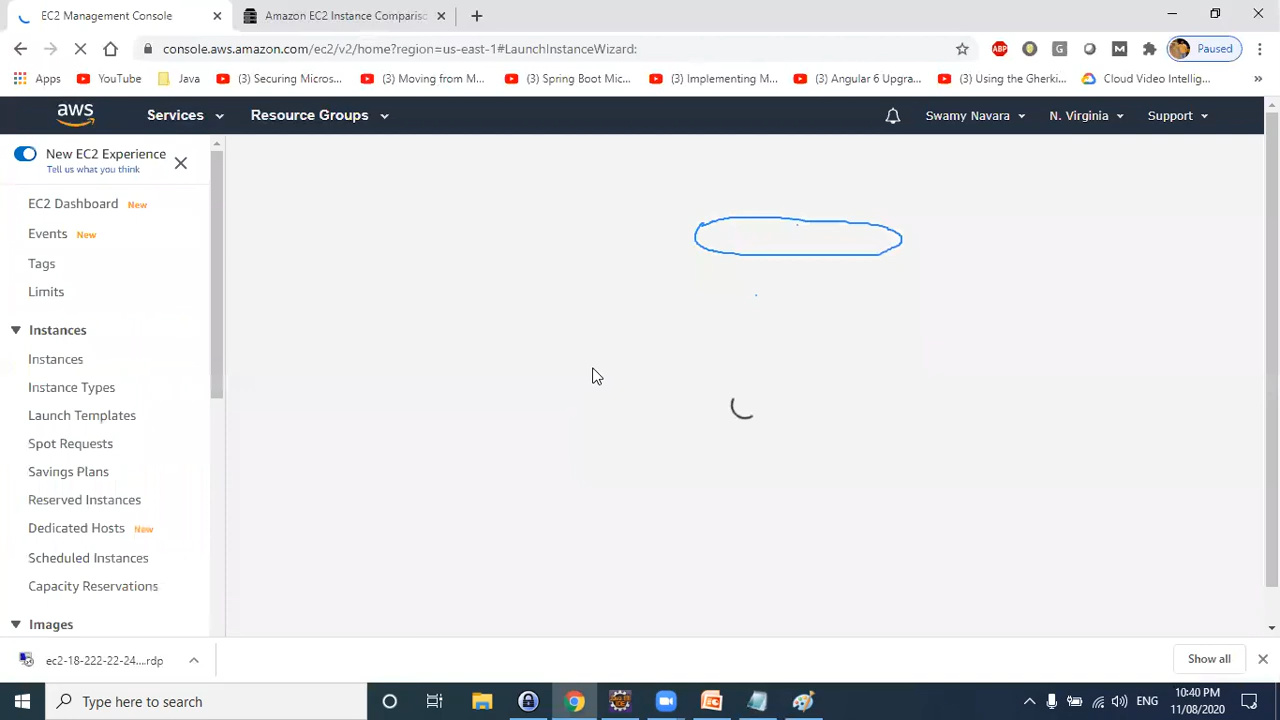 EC2 Management Console
Amazon EC2 Instance Comparisc
console.aws.amazon.com/ec2/v2/home?region=us-east-1#LaunchInstanceWizard:
ABP
G
M
Paused
Apps
YouTube
Java
(3) Securing Micros...
(3) Moving from M...
(3) Spring Boot Mic...
(3) Implementing M...
(3) Angular 6 Upgra...
(3) Using the Gherki...
Cloud Video Intellig...
aws
Services
Resource Groups
Swamy Navara
N. Virginia
Support
New EC2 Experience
Tell us what you think
EC2 Dashboard New
Events New
Tags
Limits
Instances
Instances
Instance Types
Launch Templates
Spot Requests
Savings Plans
Reserved Instances
Dedicated Hosts New
Scheduled Instances
Capacity Reservations
Images
ec2-18-222-22-24....rdp
Show all
Type here to search
ENG
10:40 PM
11/08/2020